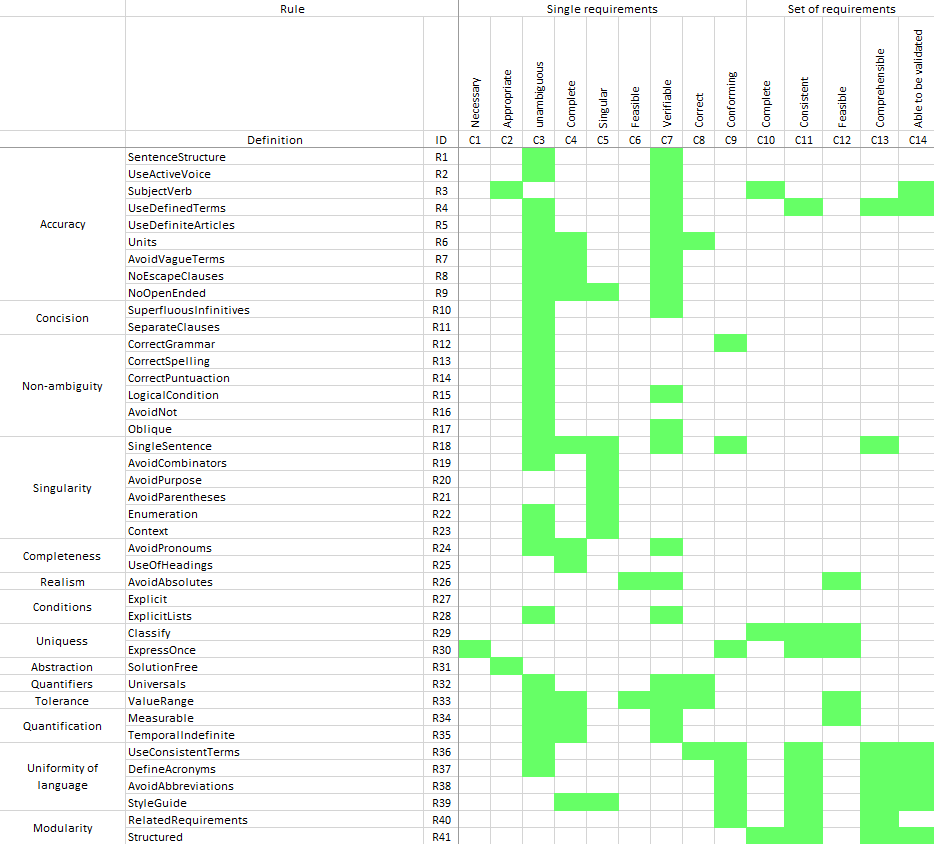 Rule Single requirements Set of requirements
Necessary Appropriate unambiguous Complete Singular Feasible Verifiable Correct Conforming Complete Consistent Feasible Comprehensible Able to be validated
Definition ID C1 C2 C3 C4 C5 C6 C7 C8 C9 C10 C11 C12 C13 C14
Accuracy
SentenceStructure R1
UseActiveVoice R2
SubjectVerb R3
UseDefinedTerms R4
UseDefiniteArticles R5
Units R6
AvoidVagueTerms R7
NoEscapeClauses R8
NoOpenEnded R9
Concision
SuperfluousInfinitives R10
SeparateClauses R11
Non-ambiguity
CorrectGrammar R12
CorrectSpelling R13
CorrectPuntuaction R14
LogicalCondition R15
AvoidNot R16
Oblique R17
Singularity
SingleSentence R18
AvoidCombinators R19
AvoidPurpose R20
AvoidParentheses R21
Enumeration R22
Context R23
Completeness
AvoidPronoums R24
UseOfHeadings R25
Realism AvoidAbsolutes R26
Conditions
Explicit R27
ExplicitLists R28
Uniquess
Classify R29
ExpressOnce R30
Abstraction SolutionFree R31
Quantifiers Universals R32
Tolerance ValueRange R33
Quantification
Measurable R34
TemporalIndefinite R35
Uniformity of
language
UseConsistentTerms R36
DefineAcronyms R37
AvoidAbbreviations R38
StyleGuide R39
Modularity
RelatedRequirements R40
Structured R41